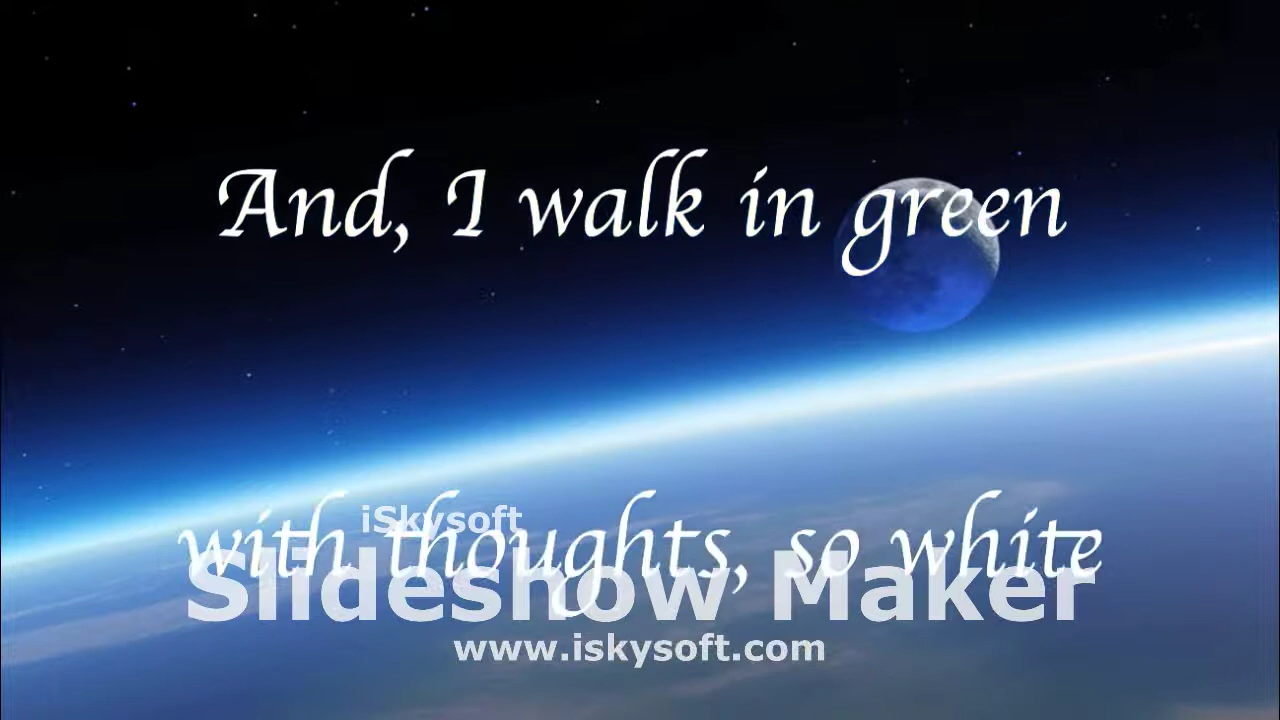 And, I walk in green
with thoughts, so white
iSkysoft
Slideshow Maker
www.iskysoft.com